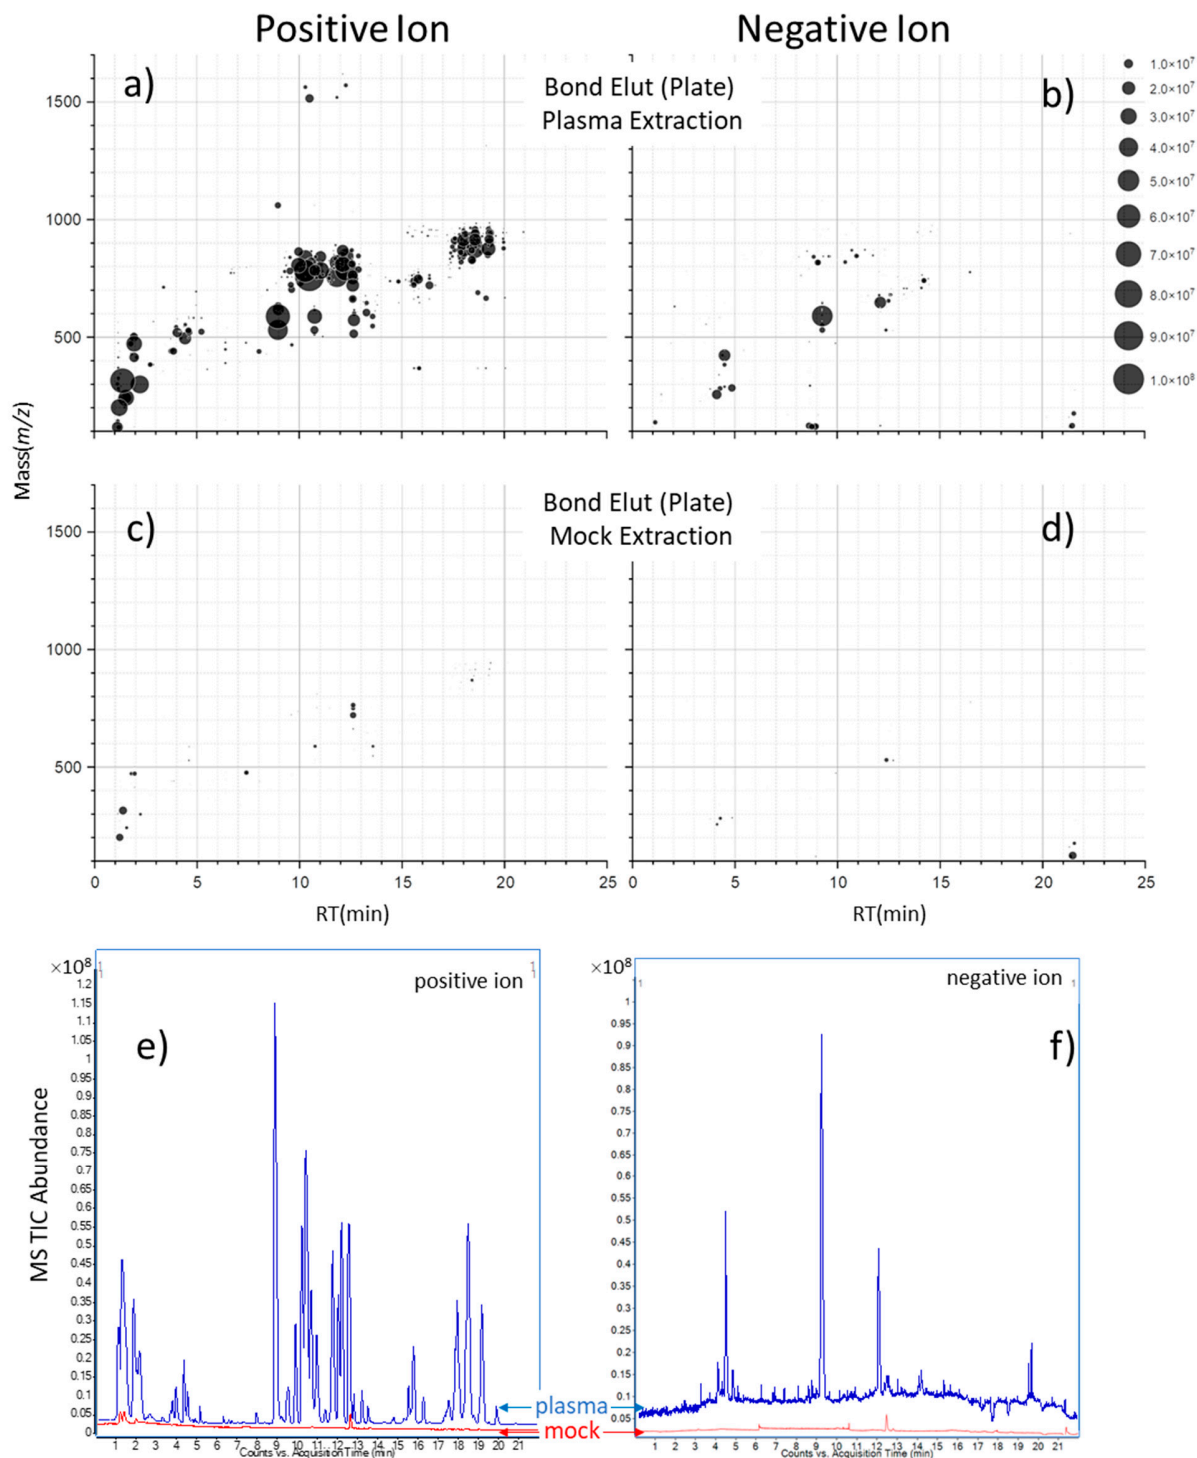 Positive Ion
Negative Ion
a)
Bond Elut (Plate)
Plasma Extraction
b)
1.0×10⁷
2.0×10⁷
3.0×10⁷
4.0×10⁷
5.0×10⁷
6.0×10⁷
7.0×10⁷
8.0×10⁷
9.0×10⁷
1.0×10⁸
1500
1000
500
Mass(m/z)
c)
Bond Elut (Plate)
Mock Extraction
d)
1500
1000
500
0 5 10 15 20 25
0 5 10 15 20 25
RT(min)
RT(min)
×10⁸
1 1
positive ion
e)
1.2
1.15
1.1
1.05
1
0.95
0.9
0.85
0.8
0.75
0.7
0.65
0.6
0.55
0.5
0.45
0.4
0.35
0.3
0.25
0.2
0.15
0.1
0.05
0
1 2 3 4 5 6 7 8 9 10 11 12 13 14 15 16 17 18 19 20 21
Counts vs. Acquisition Time (min)
MS TIC Abundance
×10⁸
1 1
negative ion
f)
1
0.95
0.9
0.85
0.8
0.75
0.7
0.65
0.6
0.55
0.5
0.45
0.4
0.35
0.3
0.25
0.2
0.15
0.1
0.05
1 2 3 4 5 6 7 8 9 10 11 12 13 14 15 16 17 18 19 20 21
Counts vs. Acquisition Time (min)
plasma
mock